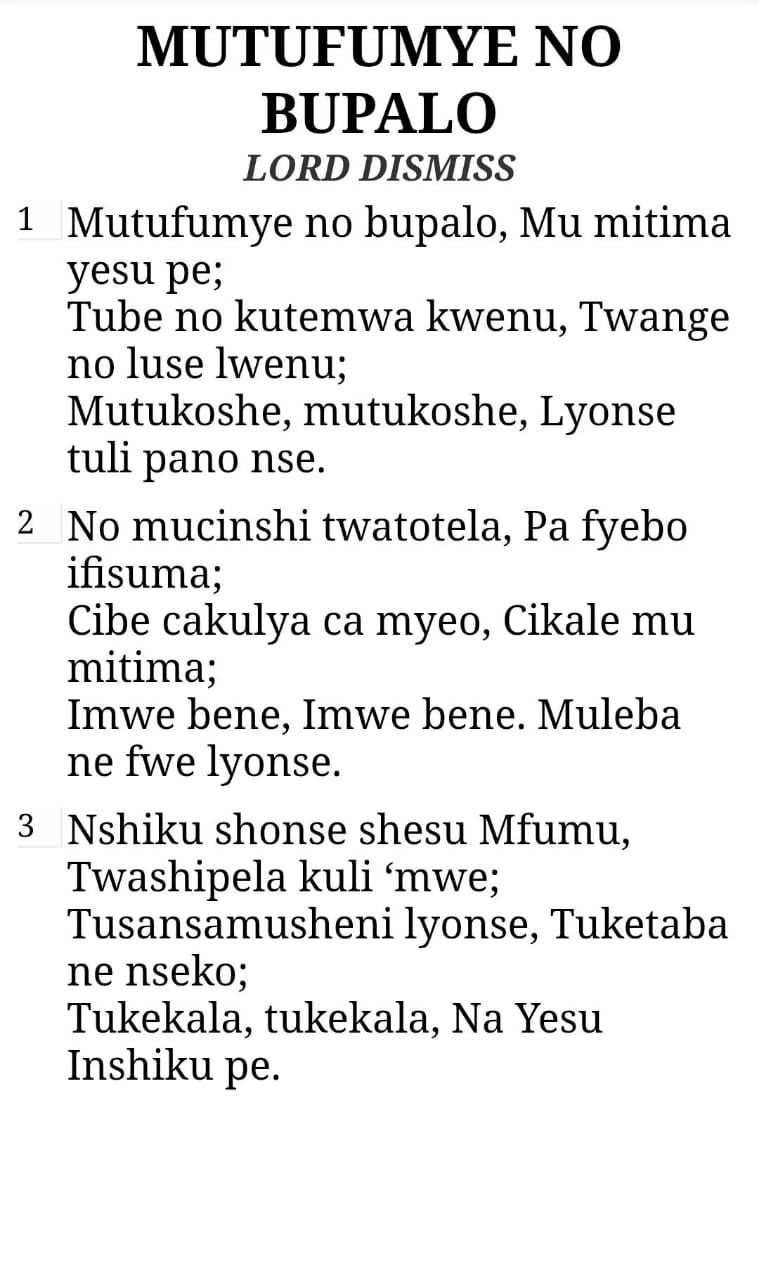 MUTUFUMYE NO
BUPALO
LORD DISMISS
1 Mutufumye no bupalo, Mu mitima
yesu pe;
Tube no kutemwa kwenu, Twange
no luse lwenu;
Mutukoshe, mutukoshe, Lyonse
tuli pano nse.
2 No mucinshi twatotela, Pa fyebo
ifisuma;
Cibe cakulya ca myeo, Cikale mu
mitima;
Imwe bene, Imwe bene. Muleba
ne fwe lyonse.
3 Nshiku shonse shesu Mfumu,
Twashipela kuli ‘mwe;
Tusansamusheni lyonse, Tuketaba
ne nseko;
Tukekala, tukekala, Na Yesu
Inshiku pe.